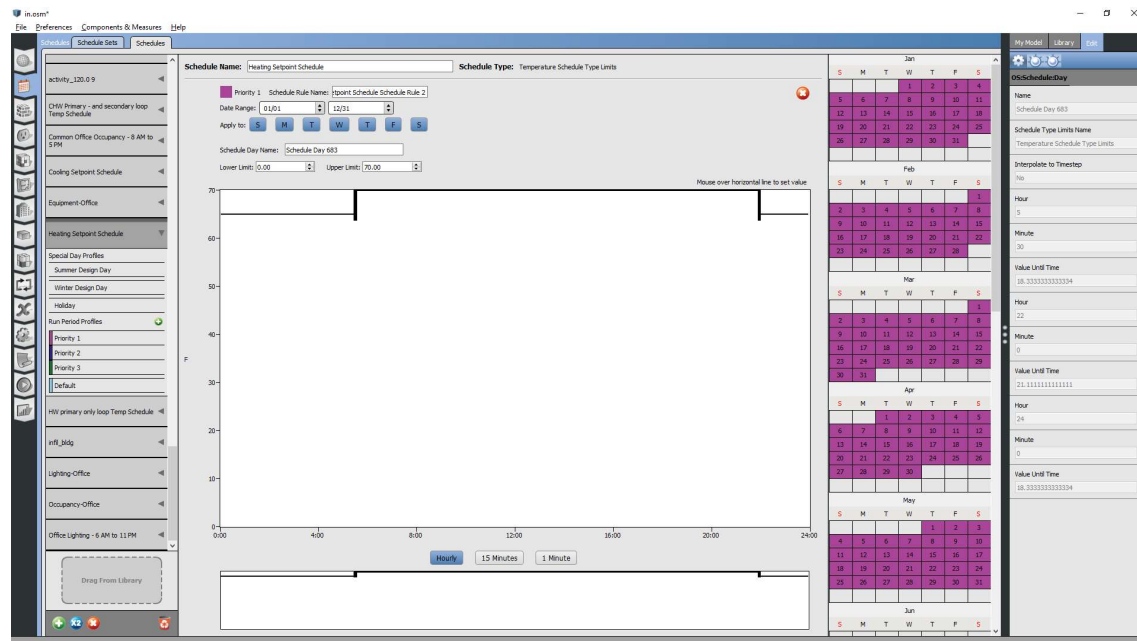 in.osm*
File Preferences Components & Measures Help
Schedules Schedule Sets Schedules
My Model Library Edit
activity_120.0 9
CHW Primary - and secondary loop
Temp Schedule
Common Office Occupancy - 8 AM to
5 PM
Cooling Setpoint Schedule
Equipment-Office
Heating Setpoint Schedule
Special Day Profiles
Summer Design Day
Winter Design Day
Holiday
Run Period Profiles
Priority 1
Priority 2
Priority 3
Default
HW primary only loop Temp Schedule
infil_bldg
Lighting-Office
Occupancy-Office
Office Lighting - 6 AM to 11 PM
Drag From Library
X2
Schedule Name: Heating Setpoint Schedule Schedule Type: Temperature Schedule Type Limits
Priority 1 Schedule Rule Name: etpoint Schedule Schedule Rule 2
Date Range: 01/01 12/31
Apply to: S M T W T F S
Schedule Day Name: Schedule Day 683
Lower Limit: 0.00 Upper Limit: 70.00
Mouse over horizontal line to set value
70
60
50
40
F
30
20
10
0
0:00 4:00 8:00 12:00 16:00 20:00 24:00
Hourly 15 Minutes 1 Minute
Jan
S M T W T F S
1 2 3 4
5 6 7 8 9 10 11
12 13 14 15 16 17 18
19 20 21 22 23 24 25
26 27 28 29 30 31
Feb
S M T W T F S
1
2 3 4 5 6 7 8
9 10 11 12 13 14 15
16 17 18 19 20 21 22
23 24 25 26 27 28
Mar
S M T W T F S
1
2 3 4 5 6 7 8
9 10 11 12 13 14 15
16 17 18 19 20 21 22
23 24 25 26 27 28 29
30 31
Apr
S M T W T F S
1 2 3 4 5
6 7 8 9 10 11 12
13 14 15 16 17 18 19
20 21 22 23 24 25 26
27 28 29 30
May
S M T W T F S
1 2 3
4 5 6 7 8 9 10
11 12 13 14 15 16 17
18 19 20 21 22 23 24
25 26 27 28 29 30 31
Jun
S M T W T F S
OS:Schedule:Day
Name
Schedule Day 683
Schedule Type Limits Name
Temperature Schedule Type Limits
Interpolate to Timestep
No
Hour
5
Minute
30
Value Until Time
18.3333333333334
Hour
22
Minute
0
Value Until Time
21.1111111111111
Hour
24
Minute
0
Value Until Time
18.3333333333334